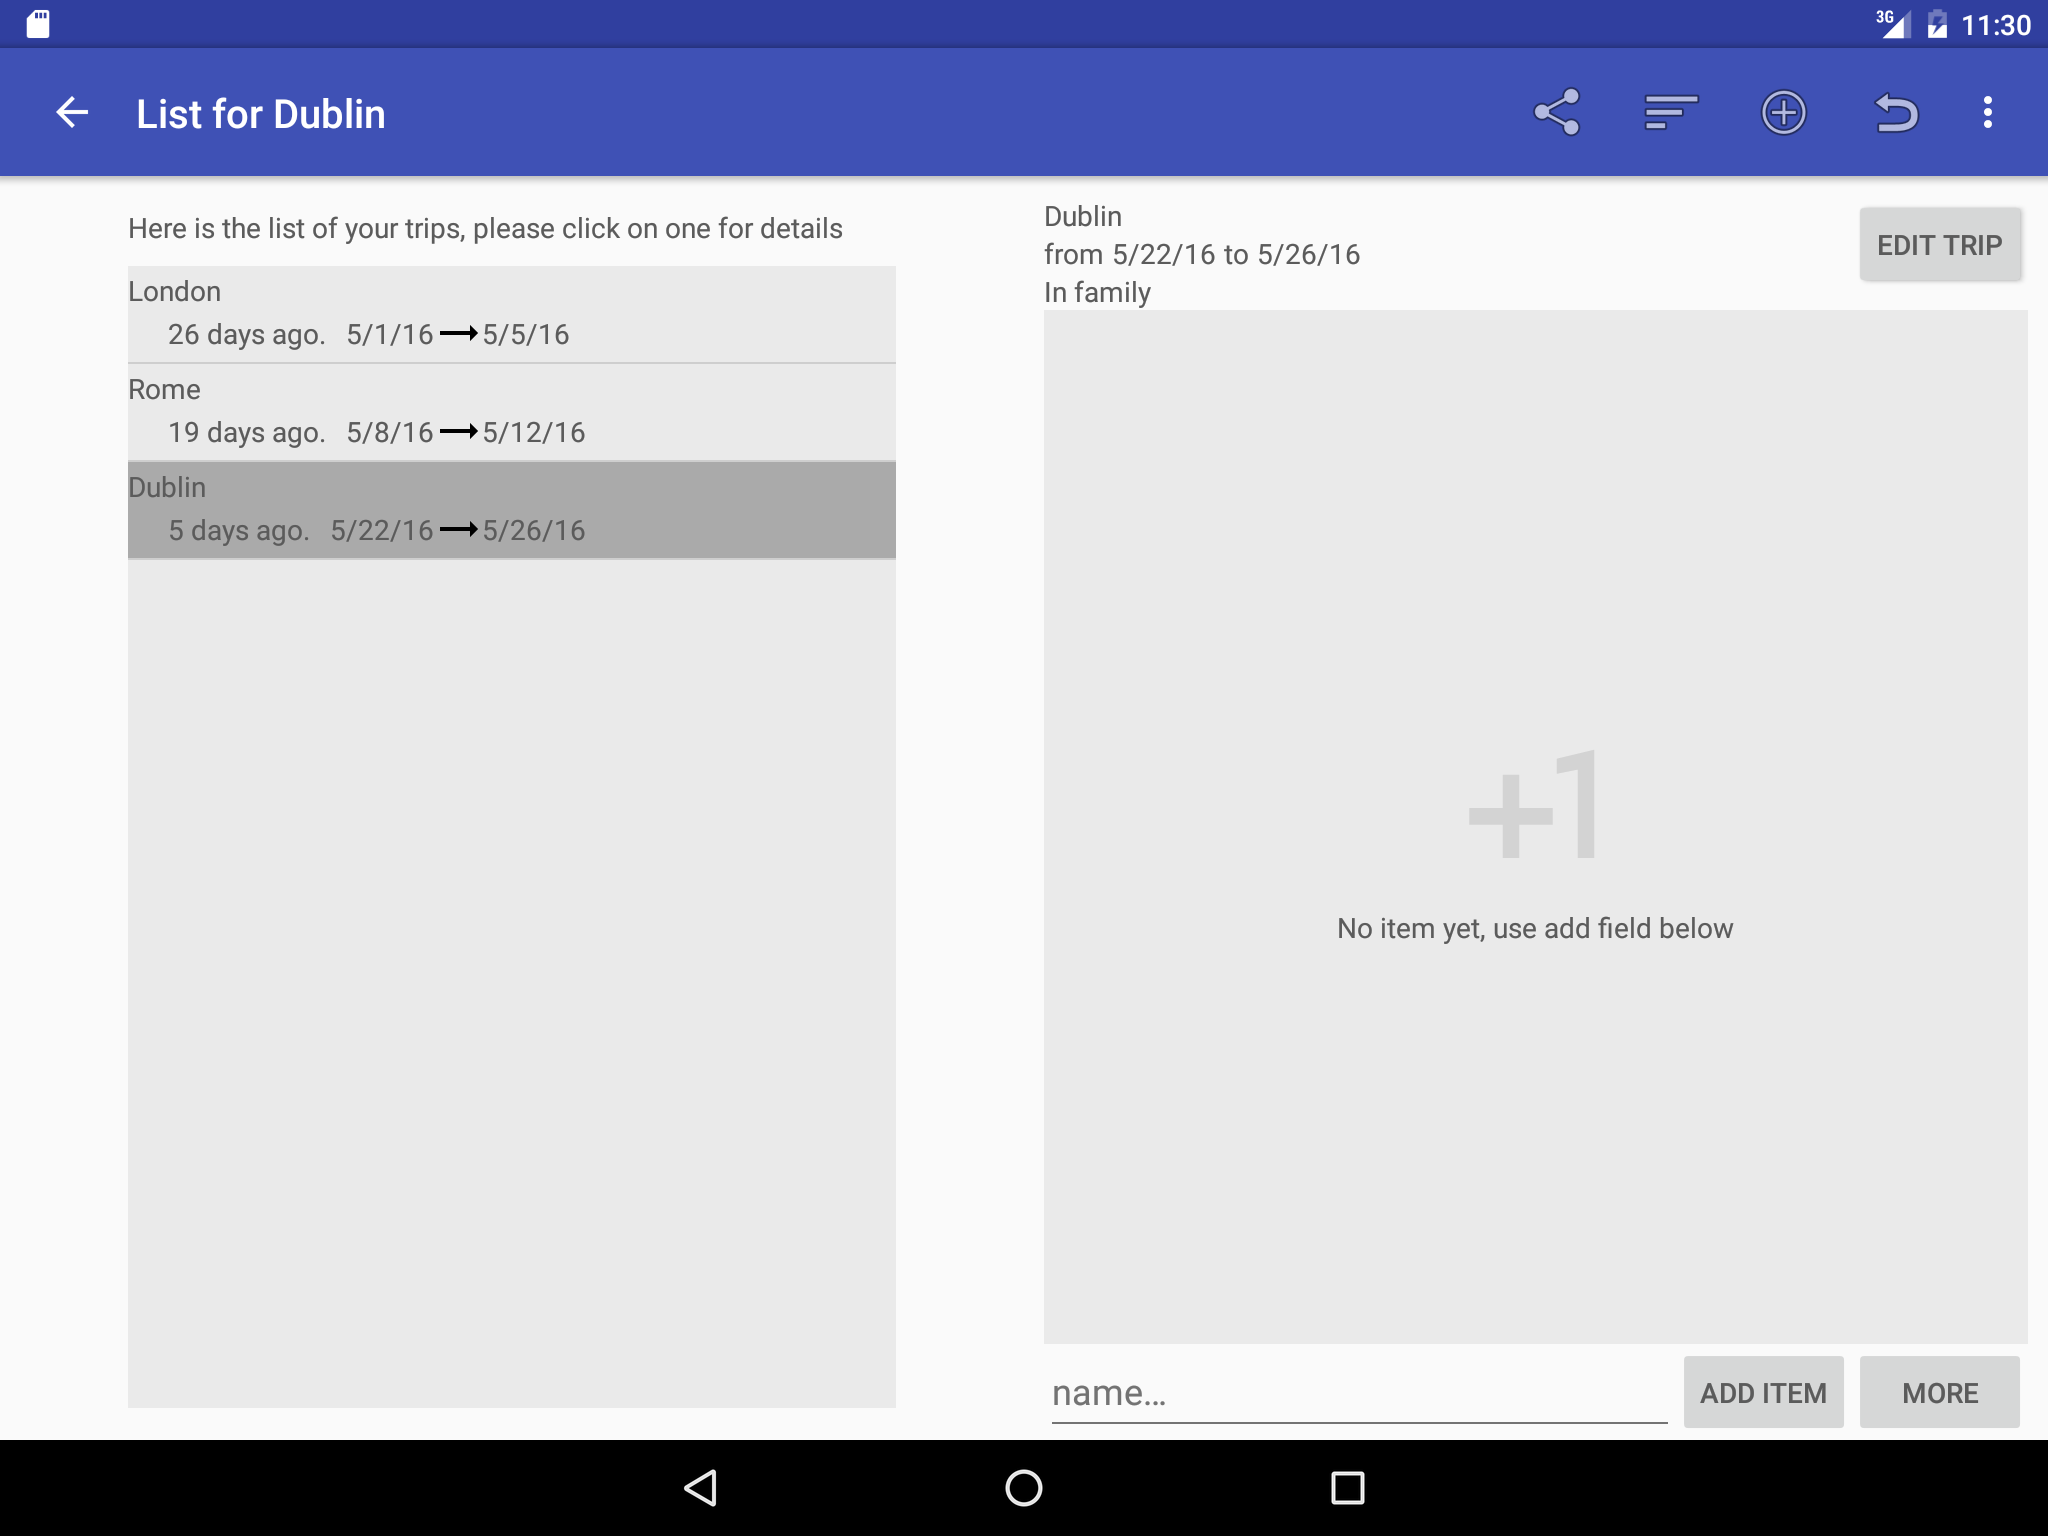 3G 11:30
List for Dublin
Here is the list of your trips, please click on one for details
London
26 days ago. 5/1/16 5/5/16
Rome
19 days ago. 5/8/16 5/12/16
Dublin
5 days ago. 5/22/16 5/26/16
Dublin
from 5/22/16 to 5/26/16
In family
EDIT TRIP
+1
No item yet, use add field below
name...
ADD ITEM
MORE